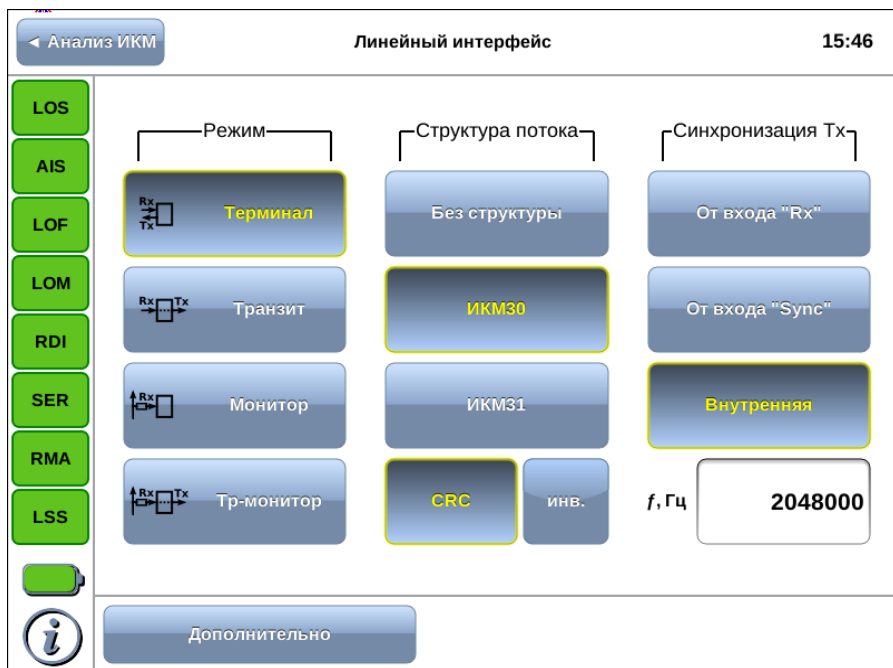 ◄ Анализ ИКМ
Линейный интерфейс
15:46
LOS
AIS
LOF
LOM
RDI
SER
RMA
LSS
Режим
Rx
Tx
Терминал
Rx Tx
Транзит
Rx
Монитор
Rx Tx
Тр-монитор
Структура потока
Без структуры
ИКМ30
ИКМ31
CRC
инв.
Синхронизация Tx
От входа "Rx"
От входа "Sync"
Внутренняя
f, Гц
2048000
i
Дополнительно